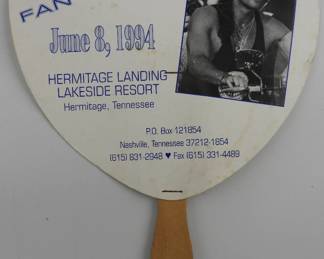 FAN
June 8, 1994
HERMITAGE LANDING
LAKESIDE RESORT
Hermitage, Tennessee
P.O. Box 121854
Nashville, Tennessee 37212-1854
(615) 831-2948 ♥ Fax (615) 331-4489